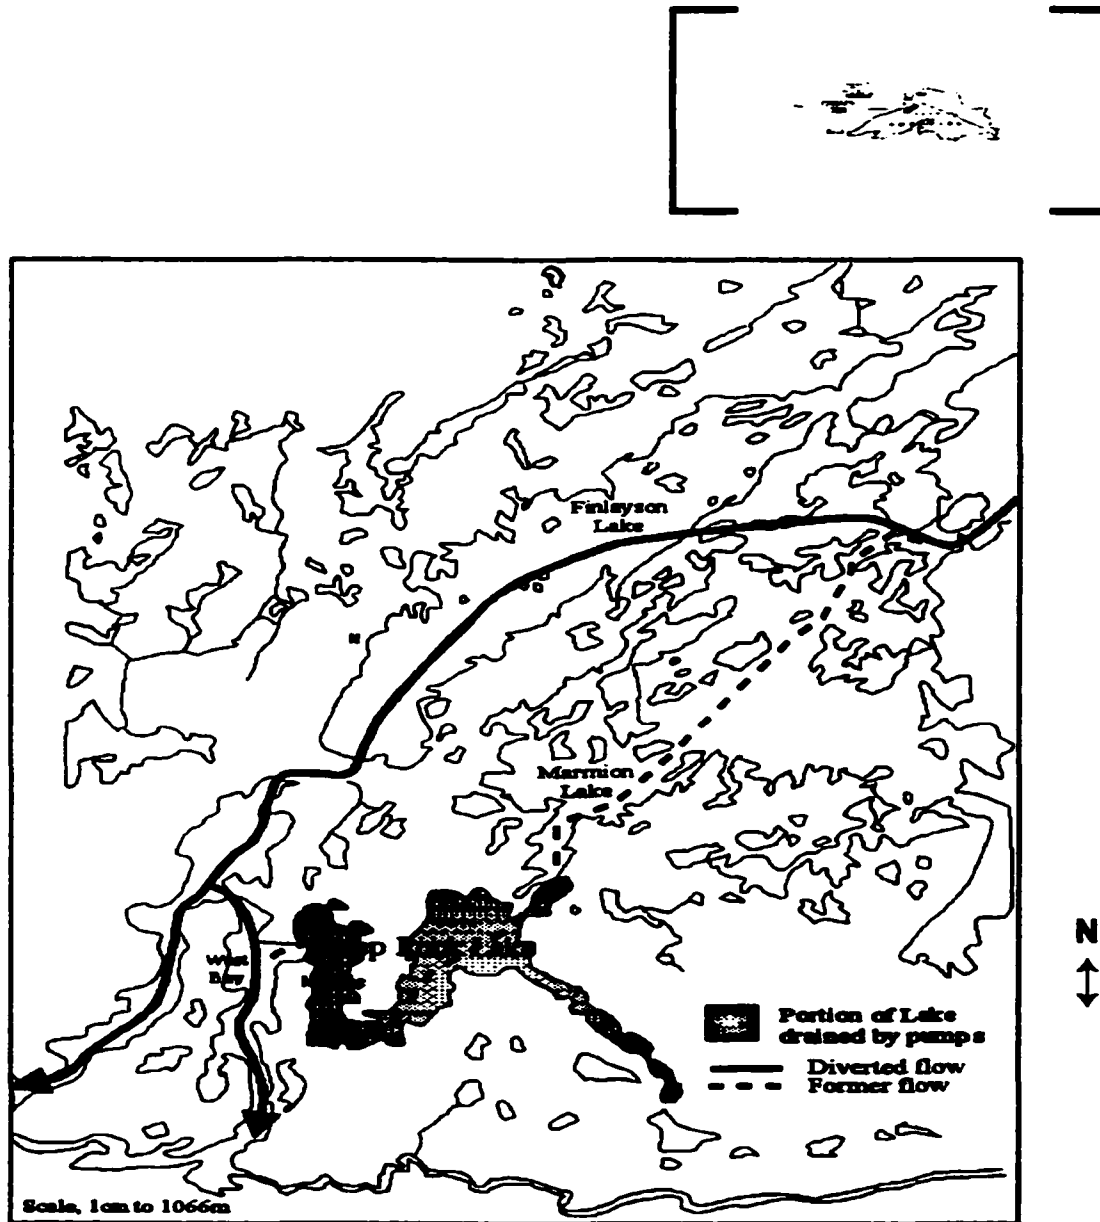 Finlayson
Lake
Marmion
Lake
Lake
West
Bay
N
Portion of Lake
drained by pumps
Diverted flow
Former flow
Scale, 1cm to 1066m